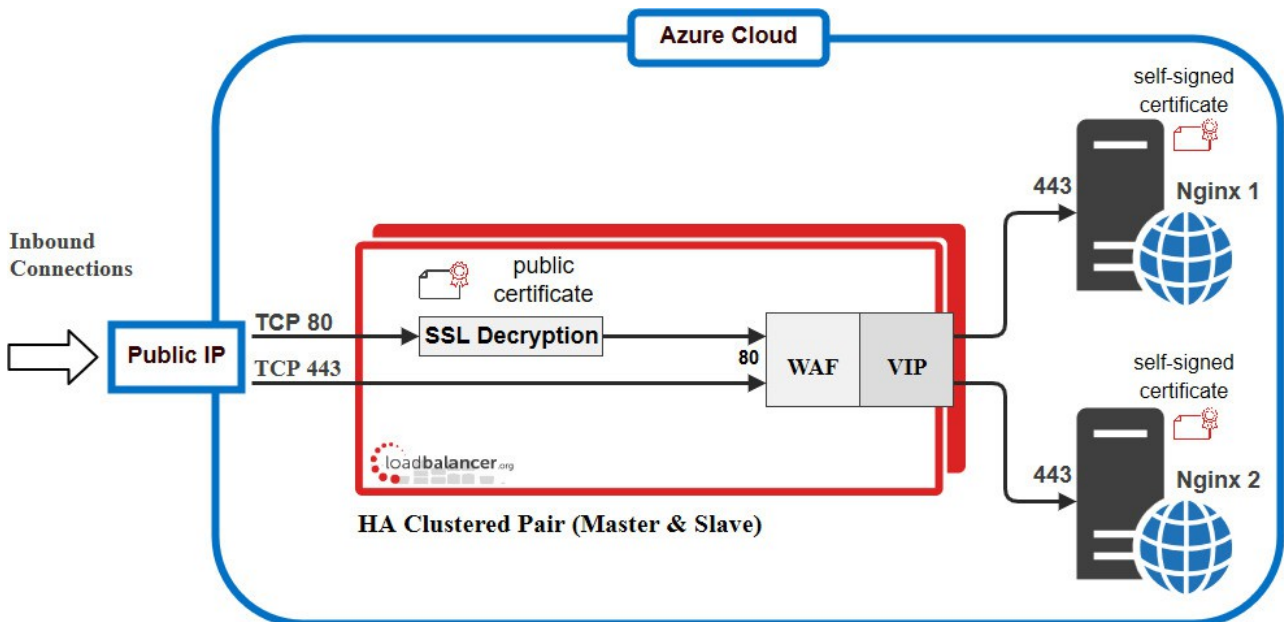 Azure Cloud
self-signed
certificate
443
Nginx 1
Inbound
Connections
public
certificate
TCP 80
SSL Decryption
Public IP
80
WAF
VIP
TCP 443
self-signed
certificate
loadbalancer.org
443
Nginx 2
HA Clustered Pair (Master & Slave)